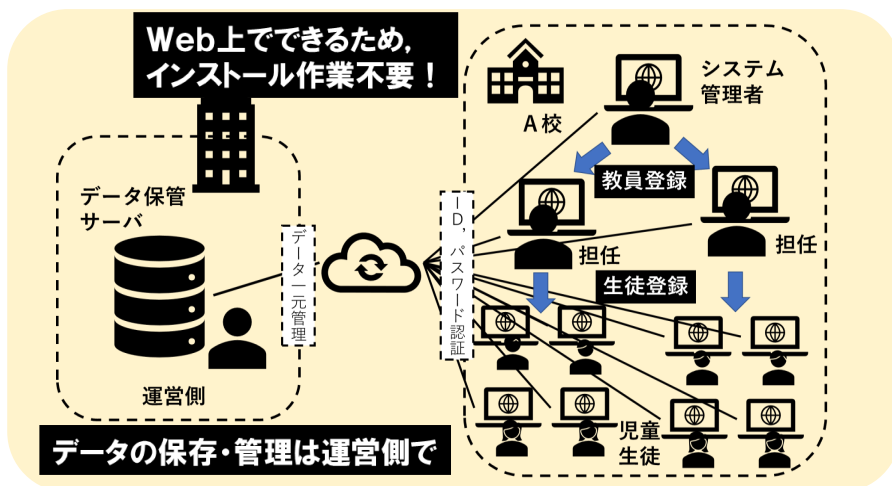 Web上でできるため,
インストール作業不要！
A校
システム
管理者
教員登録
データ保管
サーバ
ID，パスワード認証
データ一元管理
担任
担任
生徒登録
運営側
児童
生徒
データの保存・管理は運営側で